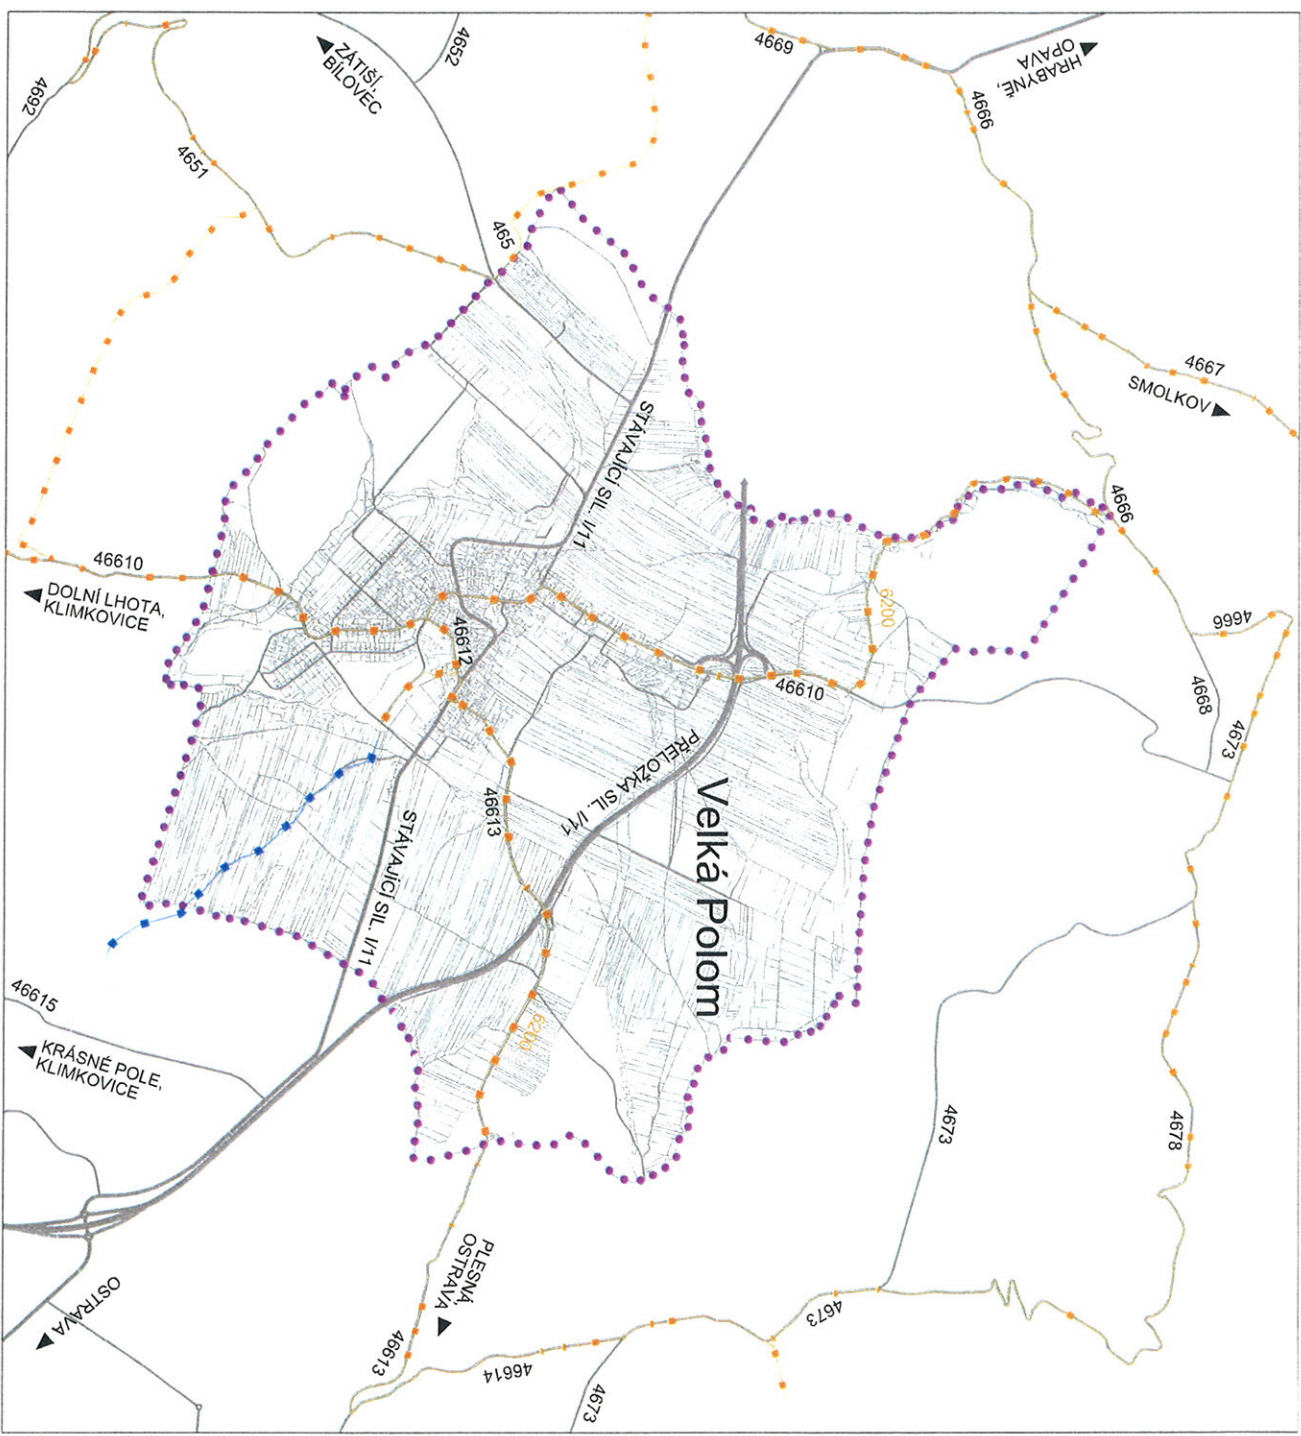 4692
ZÁTIŠÍ,
BÍLOVEC
4652
4669
HRABYNĚ,
OPAVA
4666
4651
465
4667
SMOLKOV
STÁVAJÍCÍ SIL. I/11
4666
46610
DOLNÍ LHOTA,
KLIMKOVICE
6200
4666
46612
46610
4668
4673
PŘELOŽKA SIL. I/11
Velká Polom
46613
STÁVAJÍCÍ SIL. I/11
6200
46615
KRÁSNÉ POLE,
KLIMKOVICE
4673
4678
OSTRAVA
PLESNÁ,
OSTRAVA
4673
46613
46614
4673